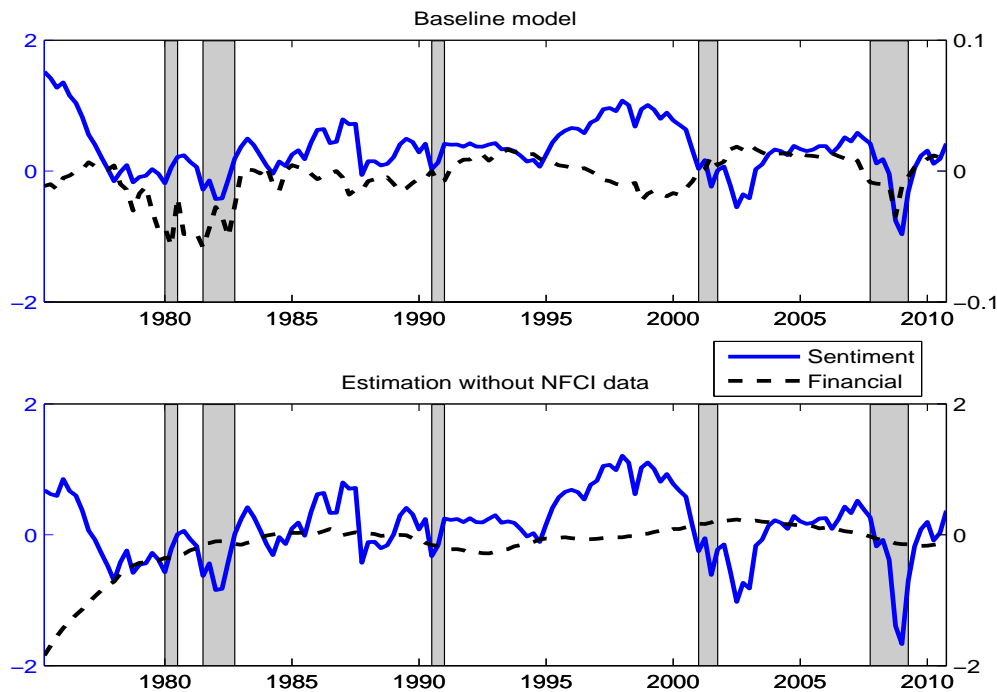 Baseline model
2 0.1
0 0
−2 −0.1
1980 1985 1990 1995 2000 2005 2010
Sentiment
Financial
Estimation without NFCI data
2 2
0 0
−2 −2
1980 1985 1990 1995 2000 2005 2010